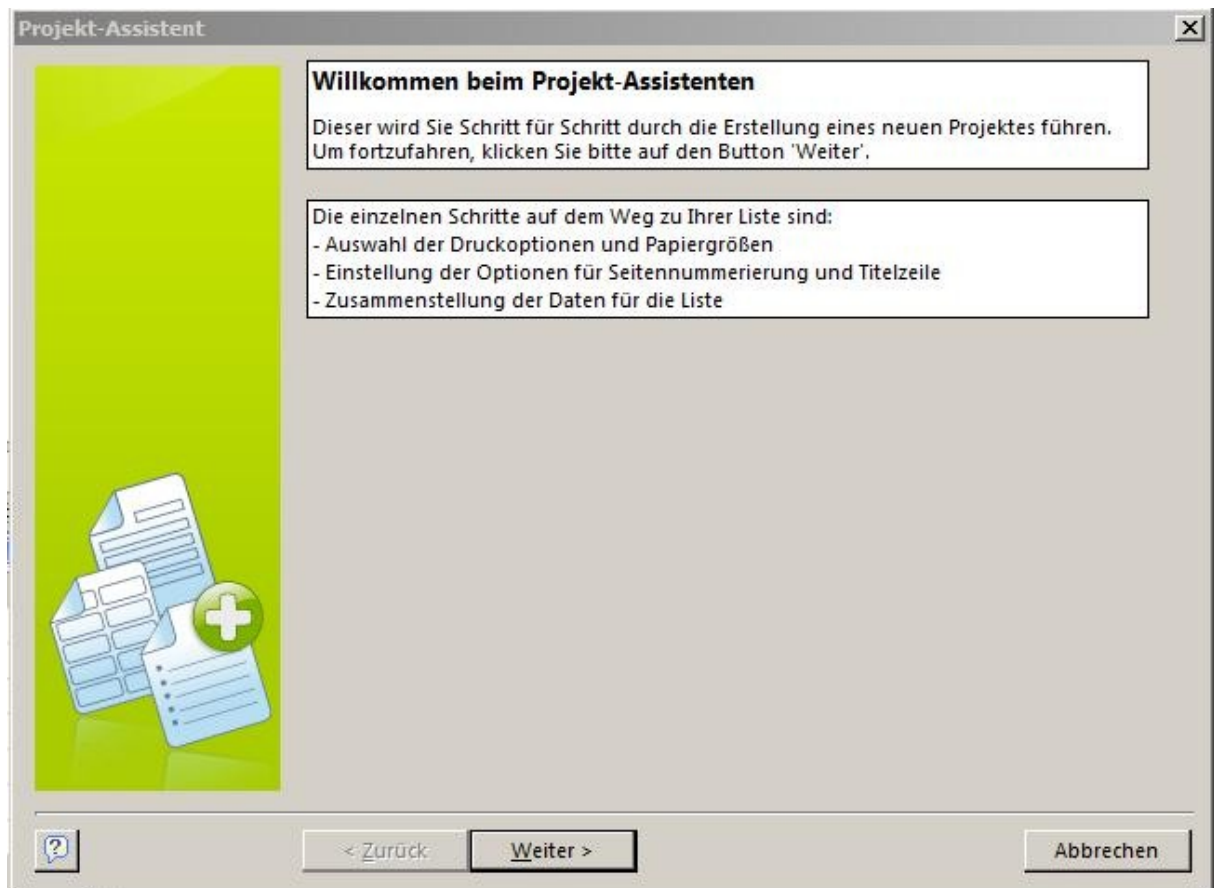 Projekt-Assistent
Willkommen beim Projekt-Assistenten
Dieser wird Sie Schritt für Schritt durch die Erstellung eines neuen Projektes führen.
Um fortzufahren, klicken Sie bitte auf den Button 'Weiter'.
Die einzelnen Schritte auf dem Weg zu Ihrer Liste sind:
- Auswahl der Druckoptionen und Papiergrößen
- Einstellung der Optionen für Seitennummerierung und Titelzeile
- Zusammenstellung der Daten für die Liste
? < Zurück Weiter > Abbrechen